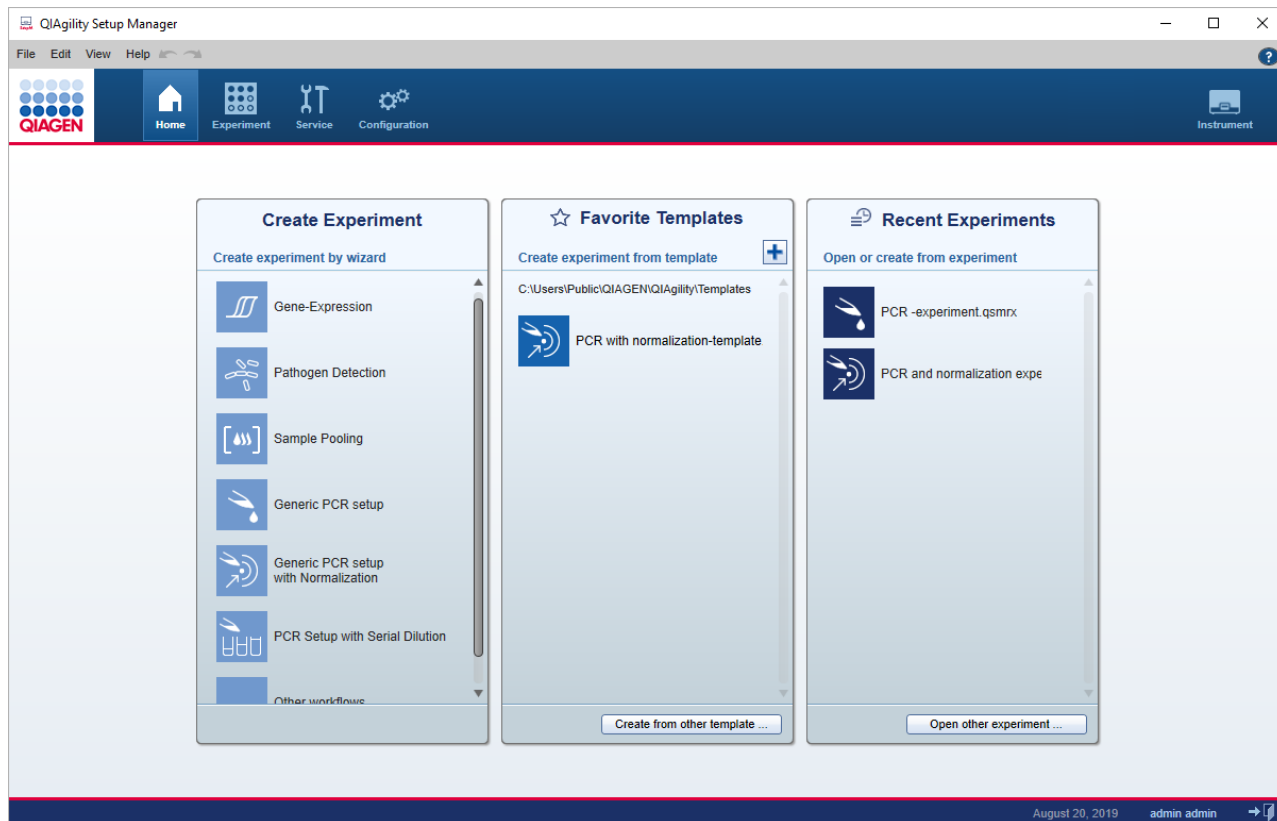 QIAgility Setup Manager
File Edit View Help
?
QIAGEN
Home
Experiment
Service
Configuration
Instrument
Create Experiment
Create experiment by wizard
Gene-Expression
Pathogen Detection
Sample Pooling
Generic PCR setup
Generic PCR setup
with Normalization
PCR Setup with Serial Dilution
Other workflows
Favorite Templates
Create experiment from template
C:\Users\Public\QIAGEN\QIAgility\Templates
PCR with normalization-template
Create from other template ...
Recent Experiments
Open or create from experiment
PCR -experiment.qsmrx
PCR and normalization expe
Open other experiment ...
August 20, 2019 admin admin